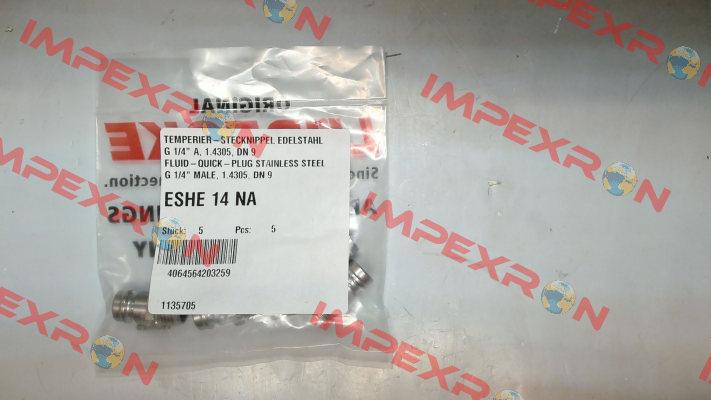 IMPEXRON
IMPEXRON
ORIGINAL
TEMPERIER-STECKNIPPEL EDELSTAHL
G 1/4" A, 1.4305, DN 9
FLUID-QUICK-PLUG STAINLESS STEEL
G 1/4" MALE, 1.4305, DN 9
ESHE 14 NA
Stück: 5 Pcs: 5
4064564203259
1135705
IMPEXRON
IMPEXRON
IMPEXRON